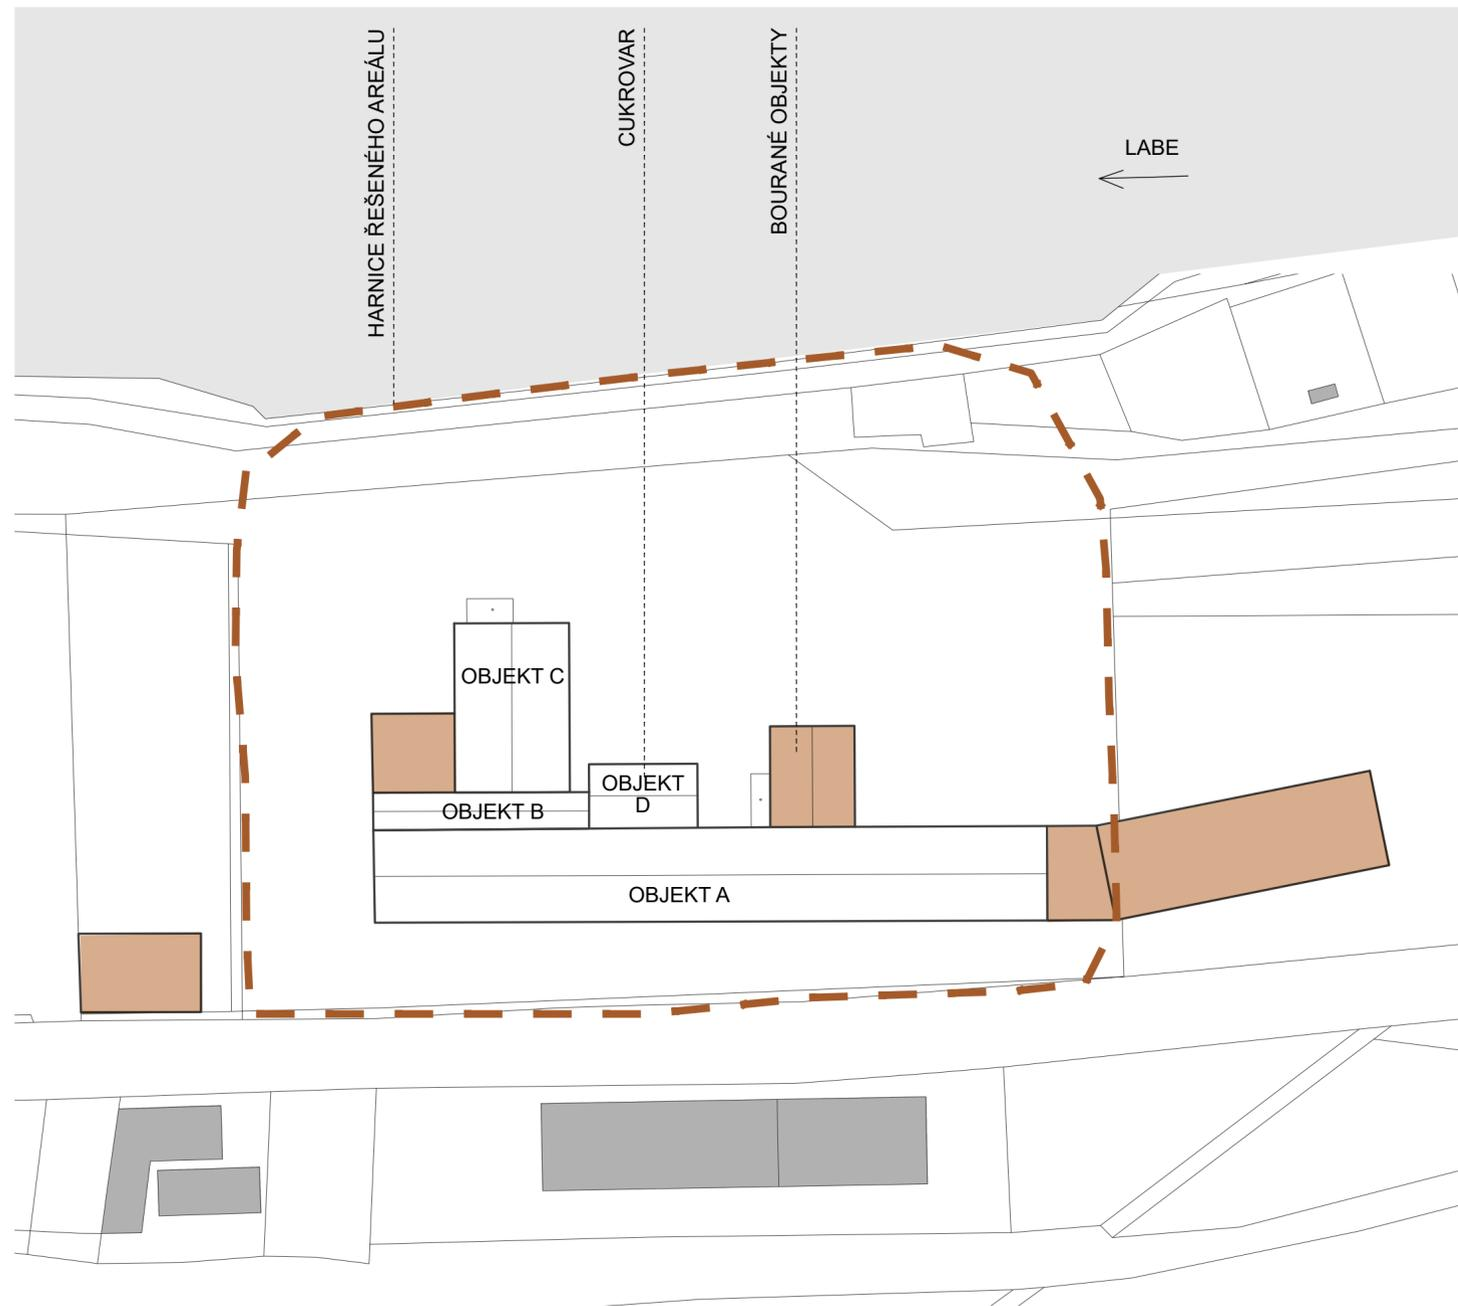 HARNICE ŘEŠENÉHO AREÁLU
CUKROVAR
BOURANÉ OBJEKTY
LABE
OBJEKT C
OBJEKT
D
OBJEKT B
OBJEKT A